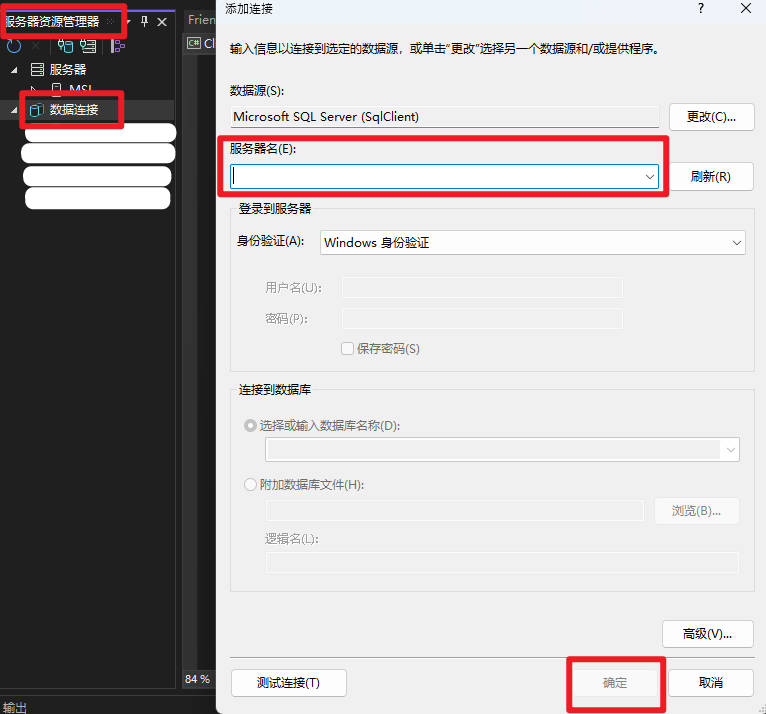 服务器资源管理器
Frien
服务器
MSI
数据连接
84 %
输出
添加连接
?
输入信息以连接到选定的数据源，或单击“更改”选择另一个数据源和/或提供程序。
数据源(S):
Microsoft SQL Server (SqlClient)
更改(C)...
服务器名(E):
刷新(R)
登录到服务器
身份验证(A):
Windows 身份验证
用户名(U):
密码(P):
保存密码(S)
连接到数据库
选择或输入数据库名称(D):
附加数据库文件(H):
浏览(B)...
逻辑名(L):
高级(V)...
测试连接(T)
确定
取消